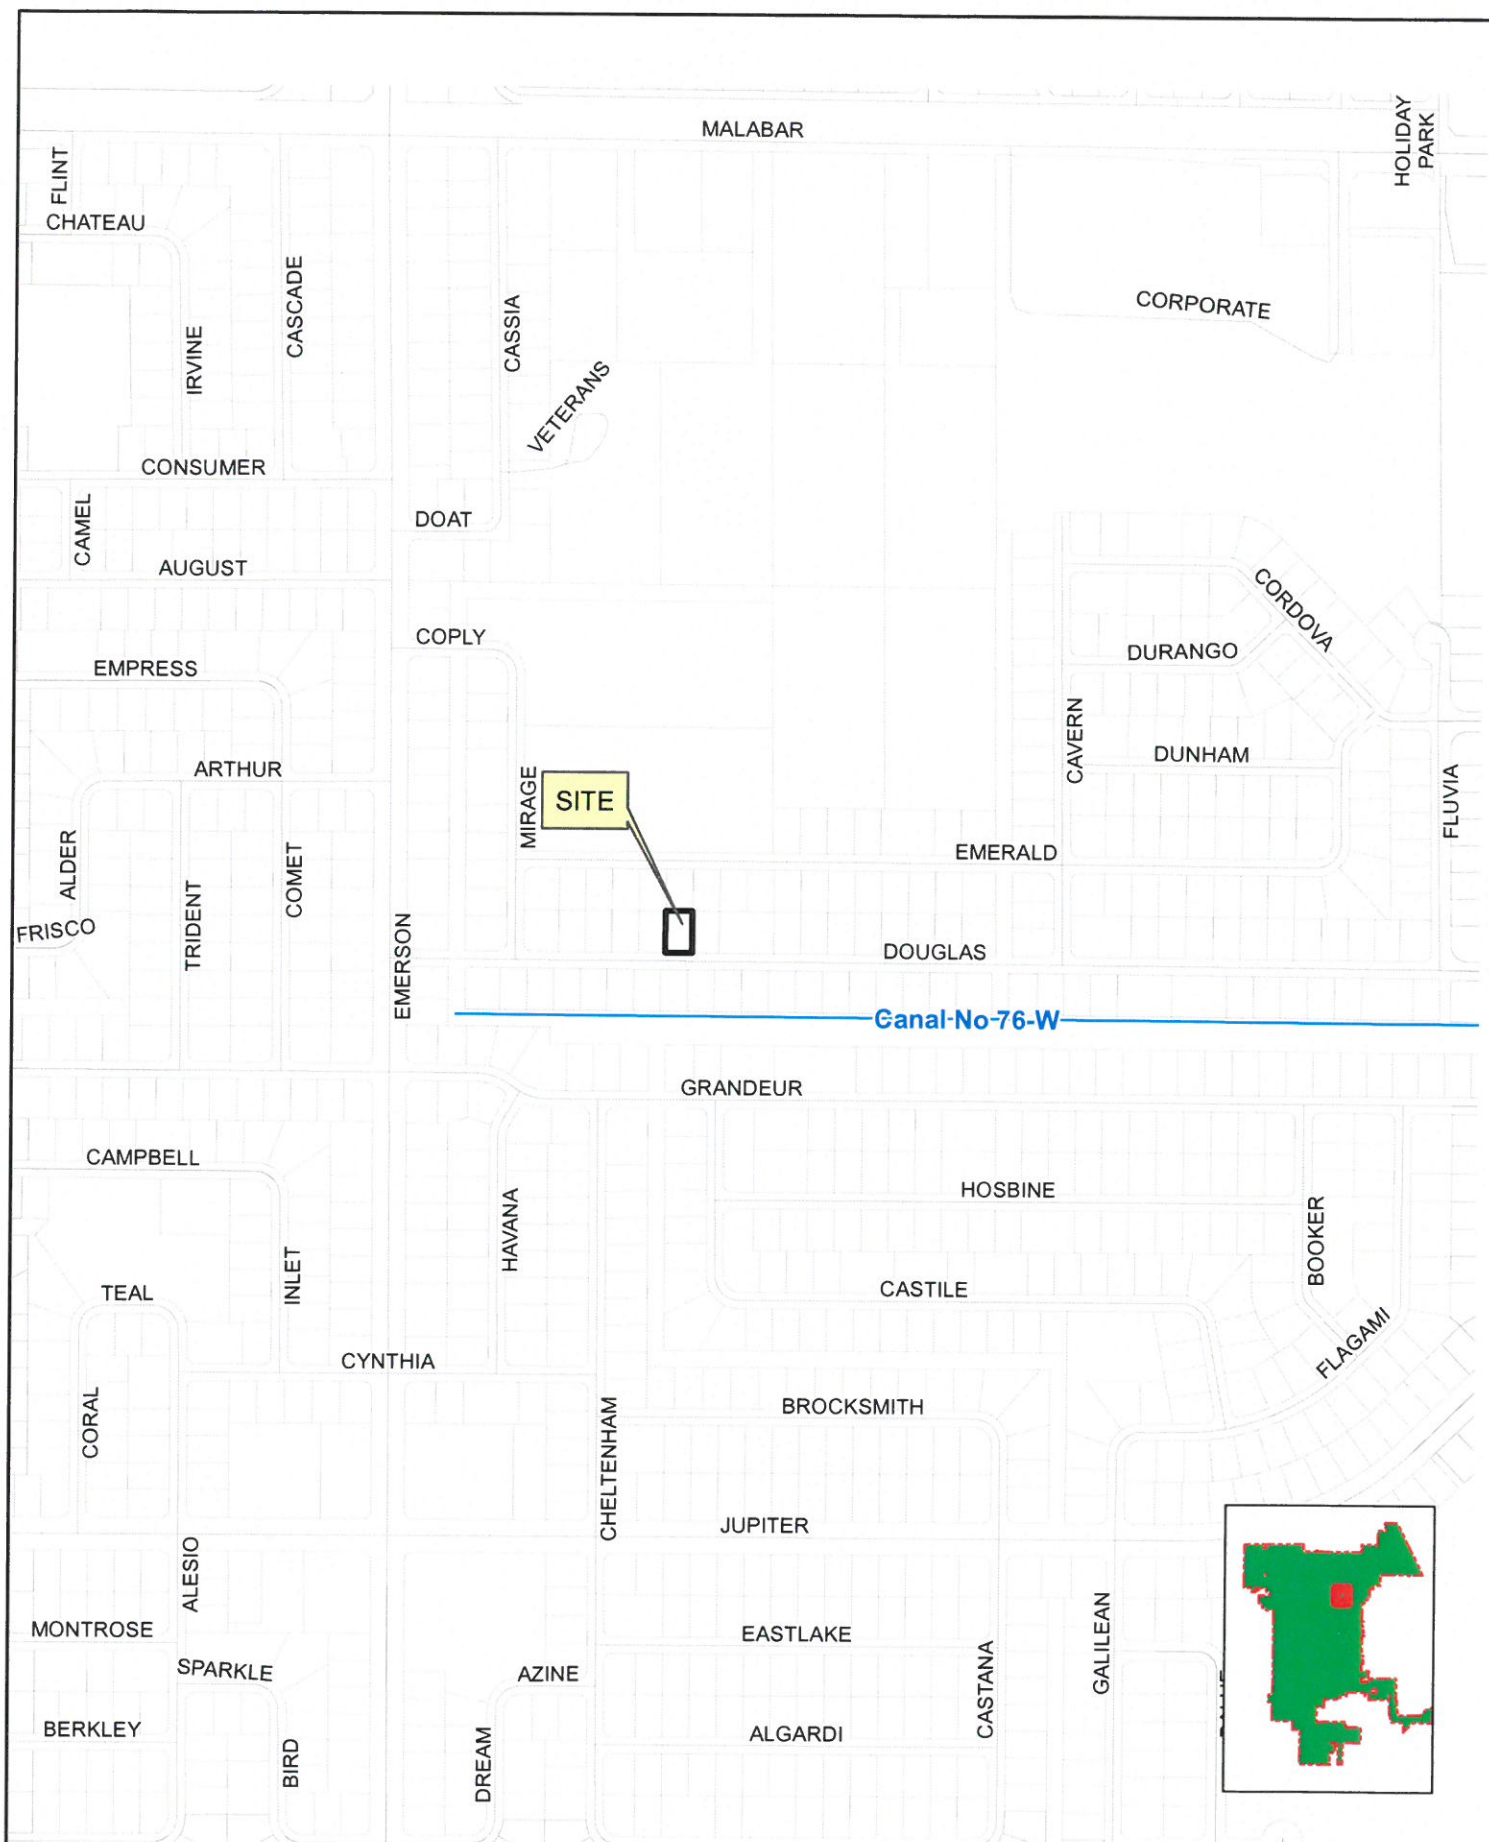 MALABAR
HOLIDAY
PARK
FLINT
CHATEAU
CASCADE
IRVINE
CASSIA
CORPORATE
VETERANS
CONSUMER
CAMEL
DOAT
AUGUST
CORDOVA
COPLY
DURANGO
EMPRESS
CAVERN
DUNHAM
ARTHUR
MIRAGE
SITE
FLUVIA
ALDER
COMET
EMERALD
TRIDENT
FRISCO
EMERSON
DOUGLAS
Canal-No-76-W
GRANDEUR
CAMPBELL
HOSBINE
HAVANA
BOOKER
INLET
TEAL
CASTILE
FLAGAMI
CYNTHIA
CORAL
BROCKSMITH
CHELTENHAM
JUPITER
ALESIO
MONTROSE
EASTLAKE
GALILEAN
CASTANA
SPARKLE
AZINE
BERKLEY
ALGARDI
BIRD
DREAM